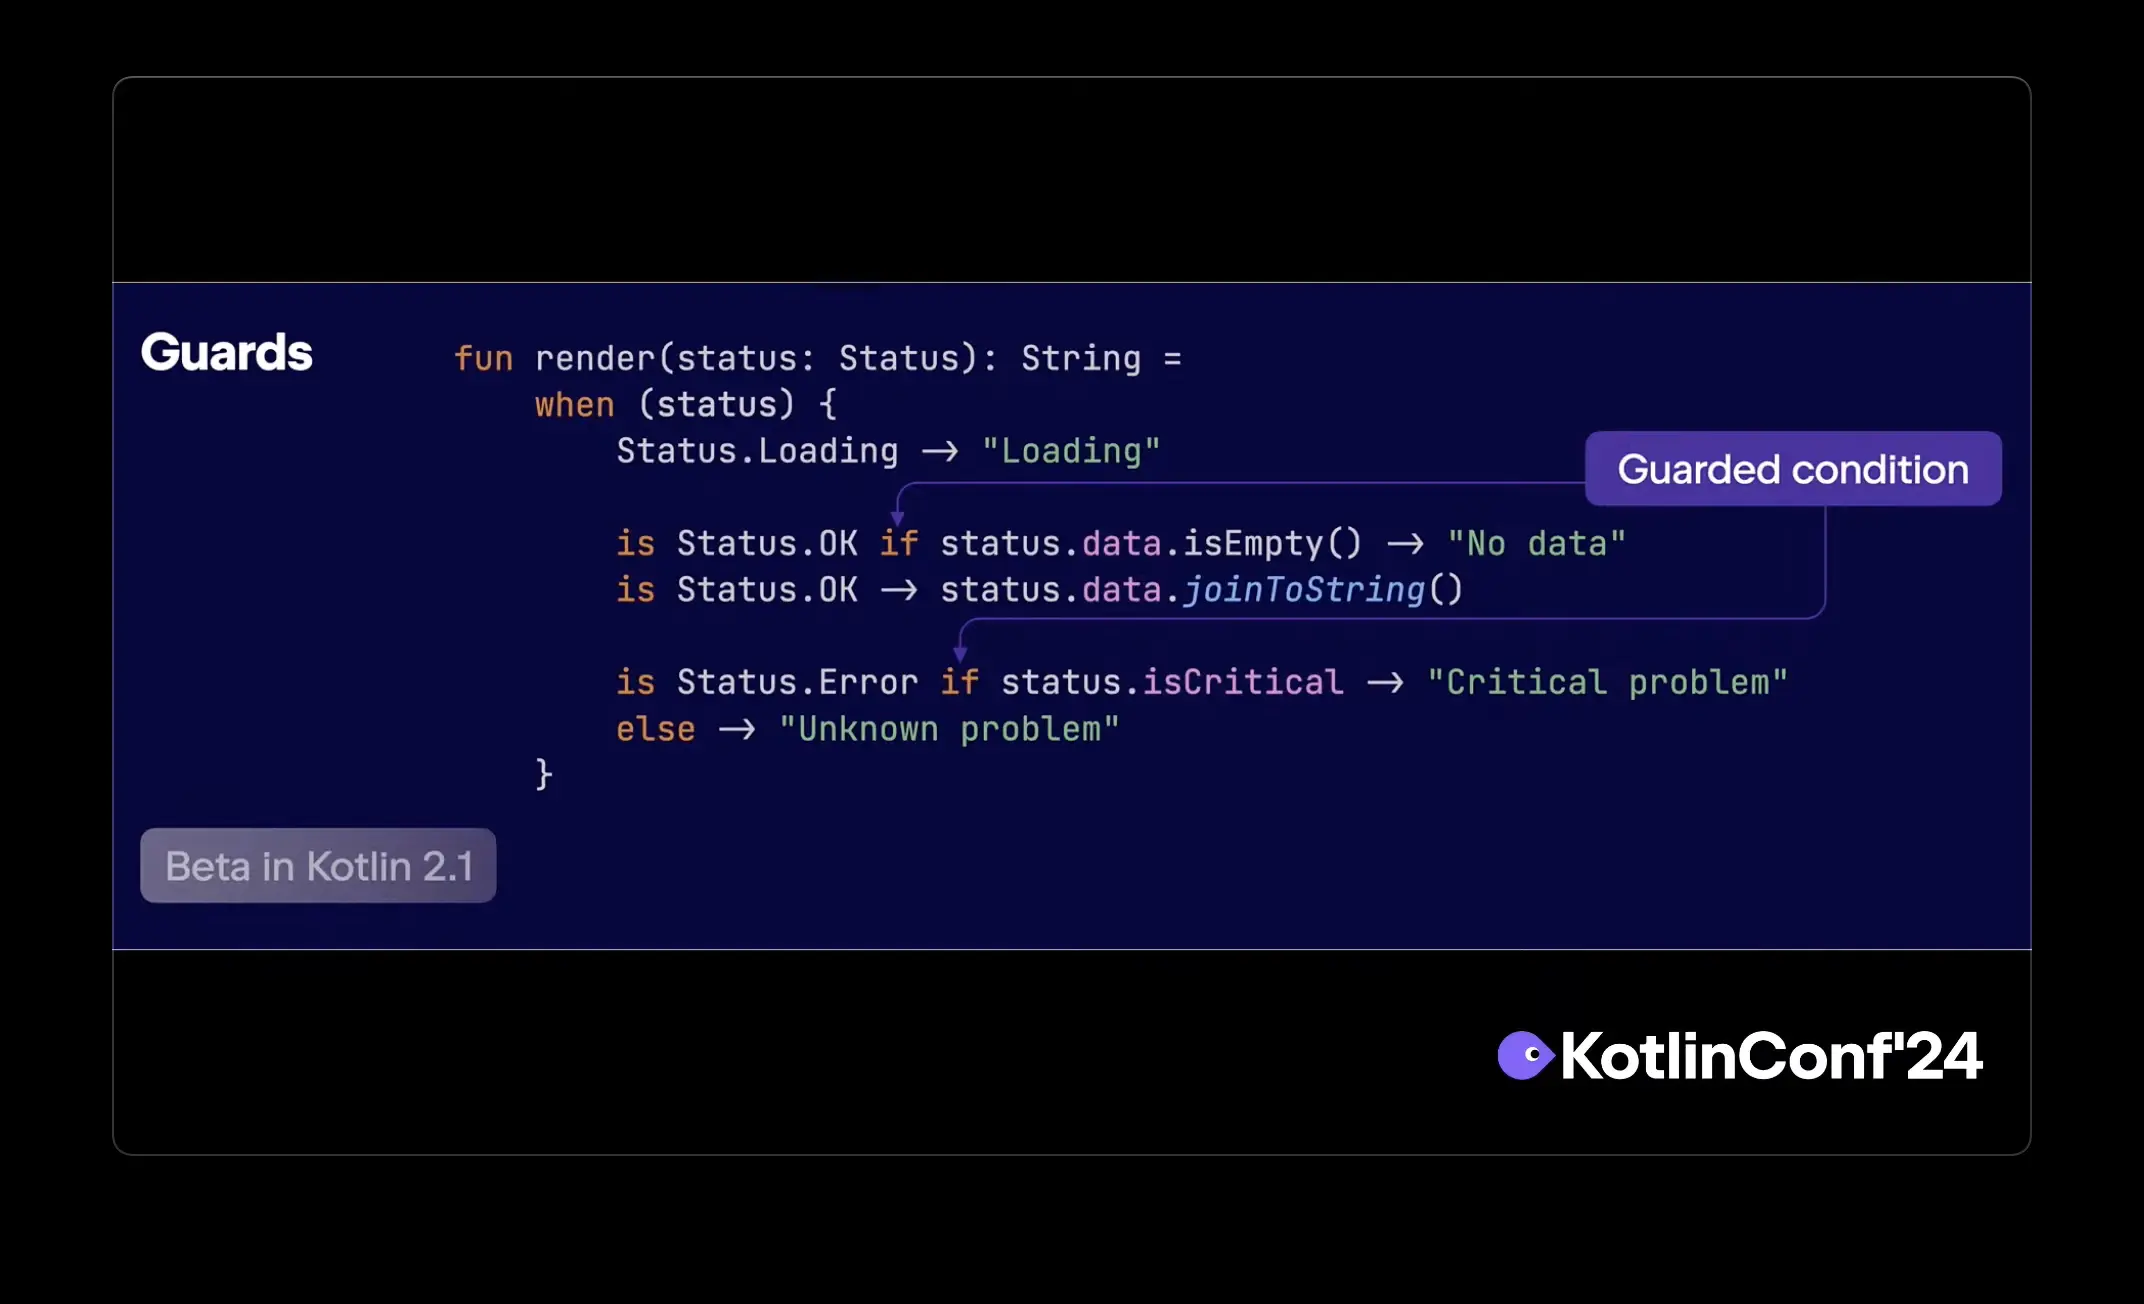 Guards
fun render(status: Status): String =
when (status) {
Status.Loading -> "Loading"
Guarded condition
is Status.OK if status.data.isEmpty() -> "No data"
is Status.OK -> status.data.joinToString()
is Status.Error if status.isCritical -> "Critical problem"
else -> "Unknown problem"
}
Beta in Kotlin 2.1
KotlinConf'24